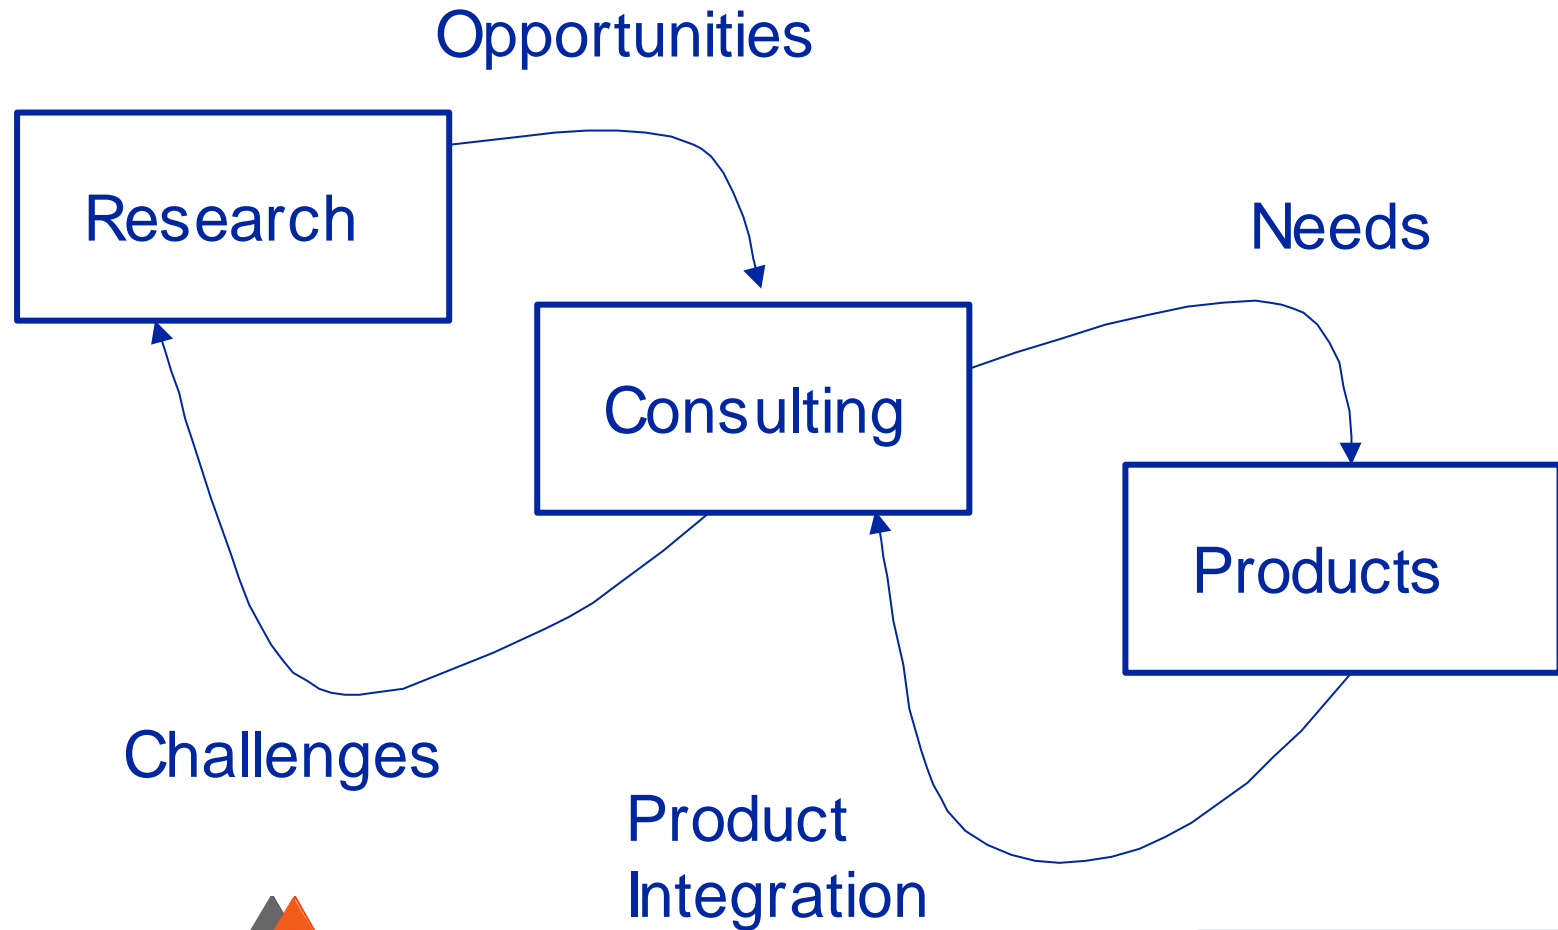 Opportunities
Research
Needs
Consulting
Products
Challenges
Product
Integration